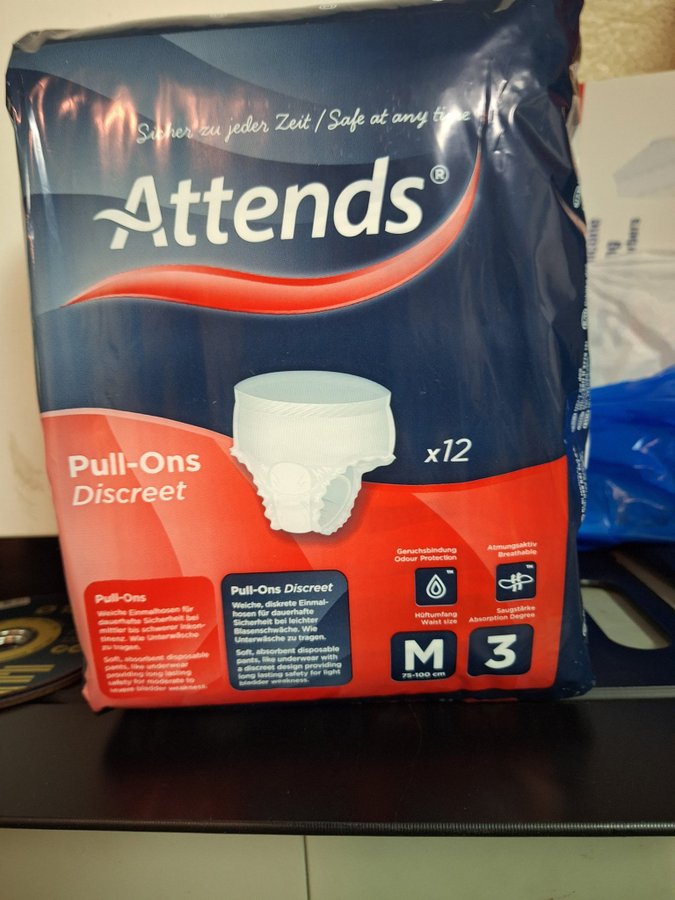 Sicher zu jeder Zeit / Safe at any time
Attends®
Pull-Ons
Discreet
x12
Geruchsbindung
Odour Protection
Atmungsaktiv
Breathable
TM
TM
Hüftumfang
Waist size
Saugstärke
Absorption Degree
M
75-100 cm
3
Pull-Ons
Weiche Einmalhosen für
dauerhafte Sicherheit bei
mittler bis schwerer Inkon-
tinenz. Wie Unterwäsche
zu tragen.
Soft, absorbent disposable
pants, like underwear
providing long lasting
safety for moderate to
severe bladder weakness.
Pull-Ons Discreet
Weiche, diskrete Einmal-
hosen für dauerhafte
Sicherheit bei leichter
Blasenschwäche. Wie
Unterwäsche zu tragen.
Soft, absorbent disposable
pants, like underwear with
a discreet design providing
long lasting safety for light
bladder weakness.